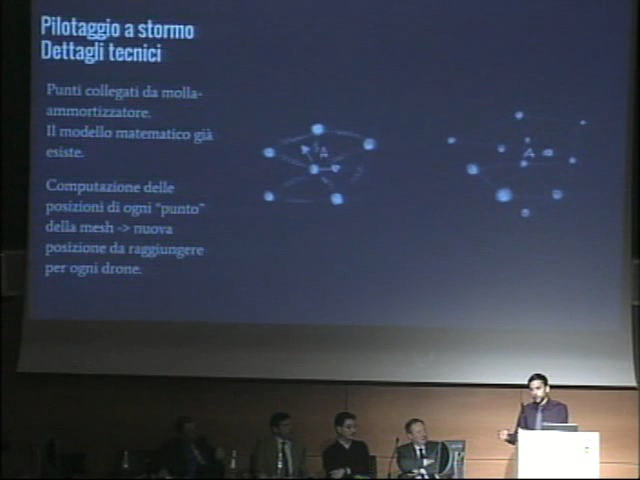 Pilotaggio a stormo
Dettagli tecnici
Punti collegati da molla-
ammortizzatore.
Il modello matematico già
esiste.
Computazione delle
posizioni di ogni "punto"
della mesh -> nuova
posizione da raggiungere
per ogni drone.
A
A